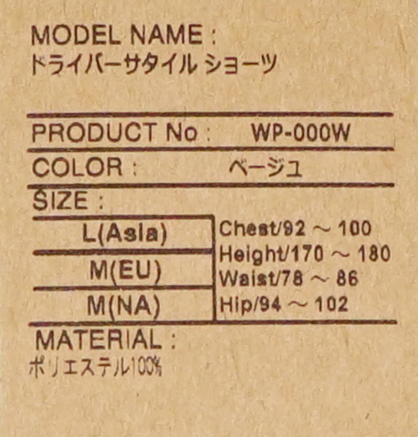 MODEL NAME :
ドライバーサタイル ショーツ
PRODUCT No : WP-000W
COLOR : ベージュ
SIZE :
L(Asia)
M(EU)
M(NA)
Chest/92 ～ 100
Height/170 ～ 180
Waist/78 ～ 86
Hip/94 ～ 102
MATERIAL :
ポリエステル100%